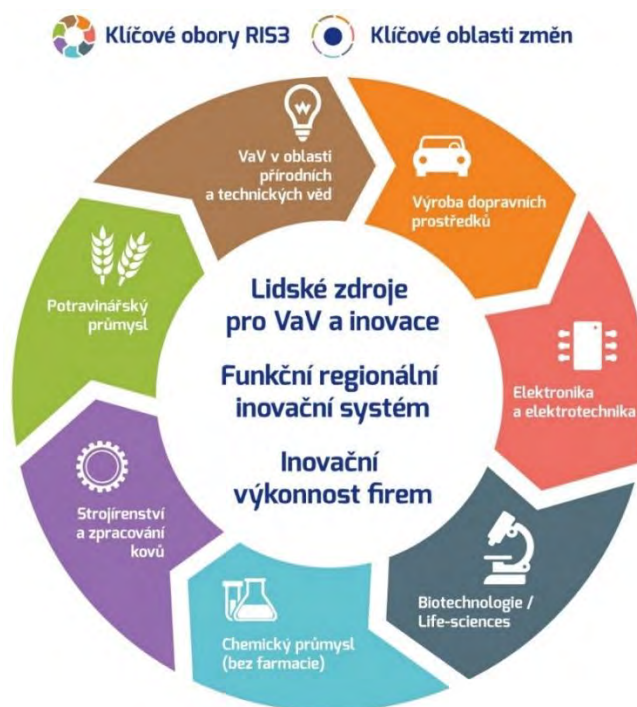 Klíčové obory RIS3
Klíčové oblasti změn
VaV v oblasti
přírodních
a technických věd
Výroba dopravních
prostředků
Elektronika
a elektrotechnika
Biotechnologie /
Life-sciences
Chemický průmysl
(bez farmacie)
Strojírenství
a zpracování
kovů
Potravinářský
průmysl
Lidské zdroje
pro VaV a inovace
Funkční regionální
inovační systém
Inovační
výkonnost firem